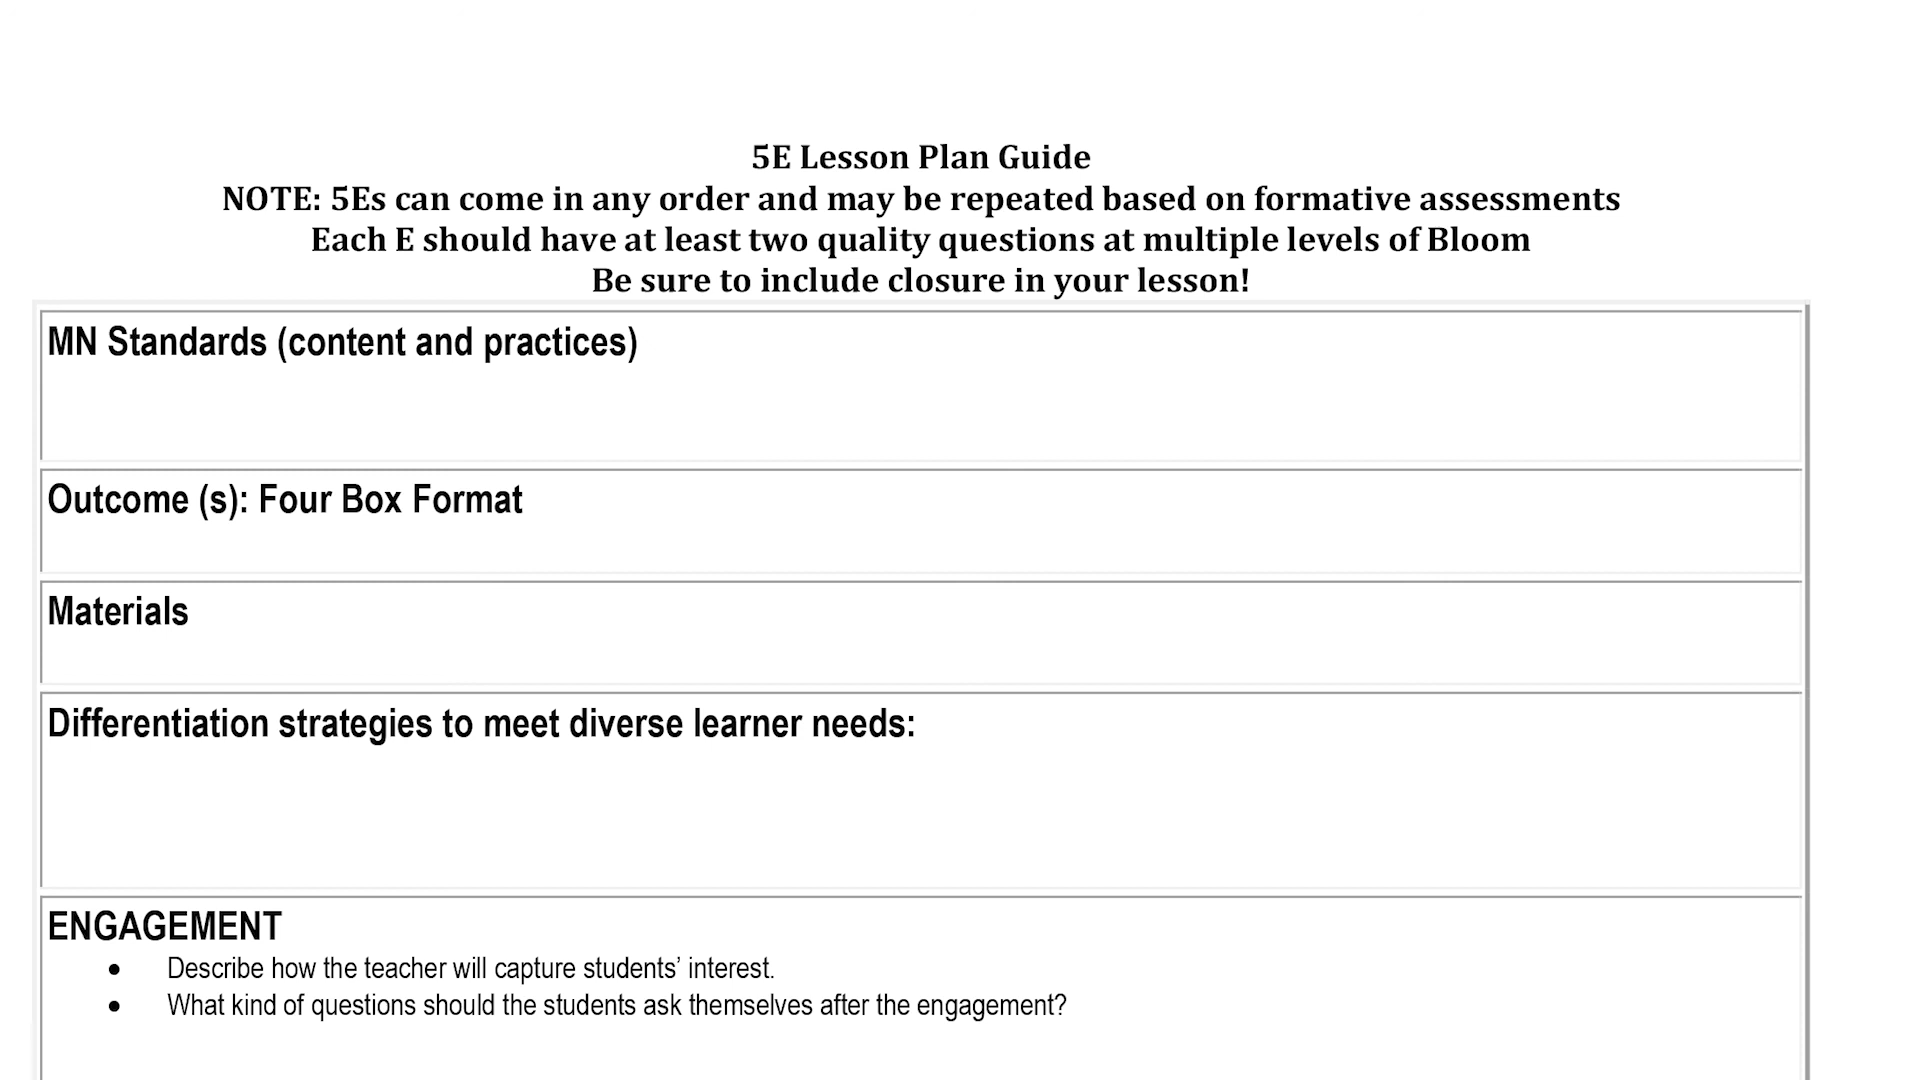 5E Lesson Plan Guide
NOTE: 5Es can come in any order and may be repeated based on formative assessments
Each E should have at least two quality questions at multiple levels of Bloom
Be sure to include closure in your lesson!
MN Standards (content and practices)
Outcome (s): Four Box Format
Materials
Differentiation strategies to meet diverse learner needs:
ENGAGEMENT
• Describe how the teacher will capture students’ interest.
• What kind of questions should the students ask themselves after the engagement?